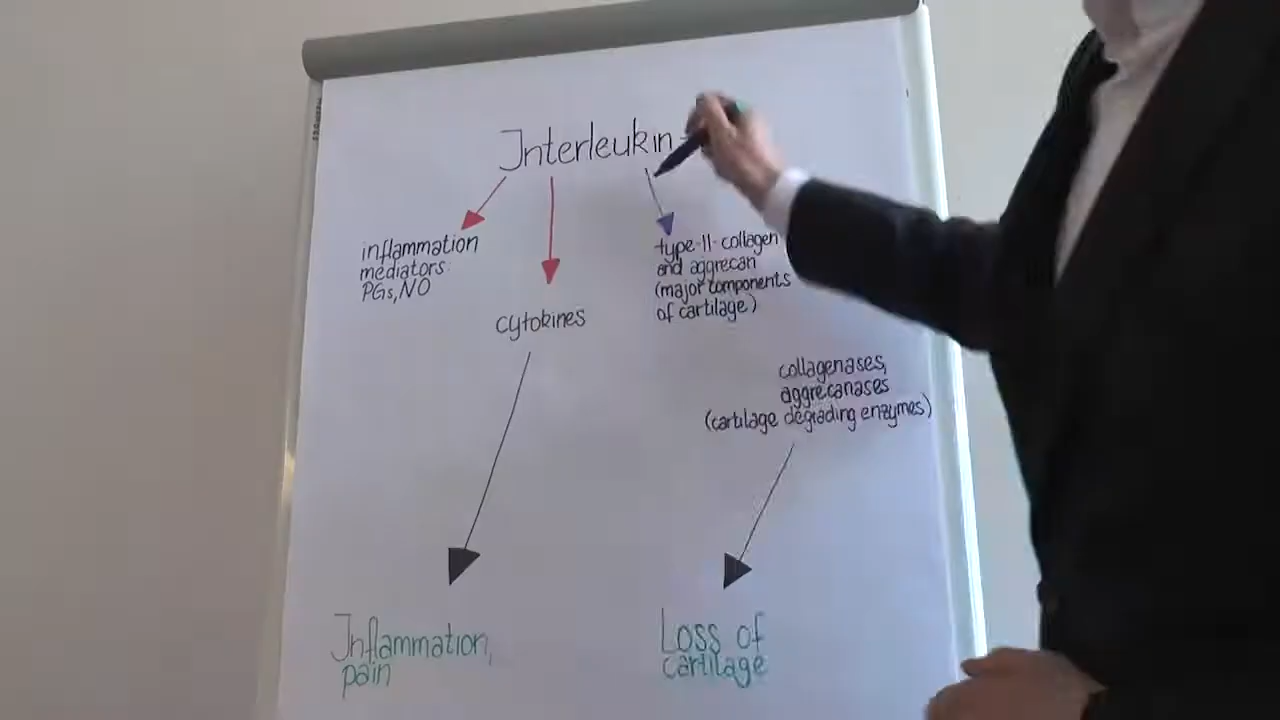 Interleukin-
inflammation
mediators:
PGs, NO
cytokines
type-II-collagen
and aggrecan
(major components
of cartilage)
collagenases,
aggrecanases
(cartilage degrading enzymes)
Inflammation,
pain
Loss of
cartilage